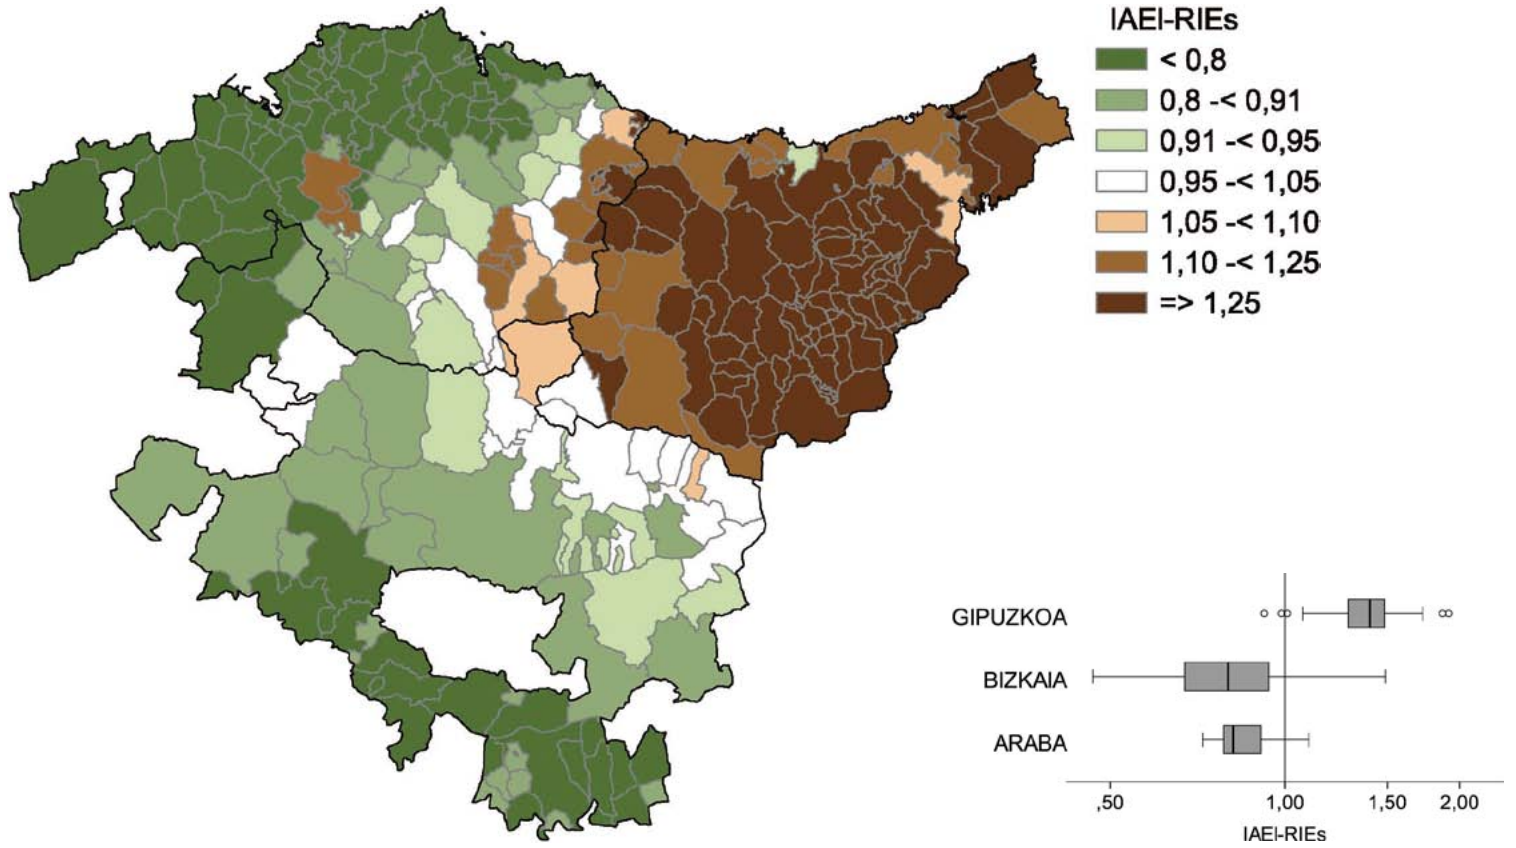 IAEI-RIEs
< 0,8
0,8 -< 0,91
0,91 -< 0,95
0,95 -< 1,05
1,05 -< 1,10
1,10 -< 1,25
=> 1,25
GIPUZKOA
BIZKAIA
ARABA
,50 1,00 1,50 2,00
IAEI-RIEs